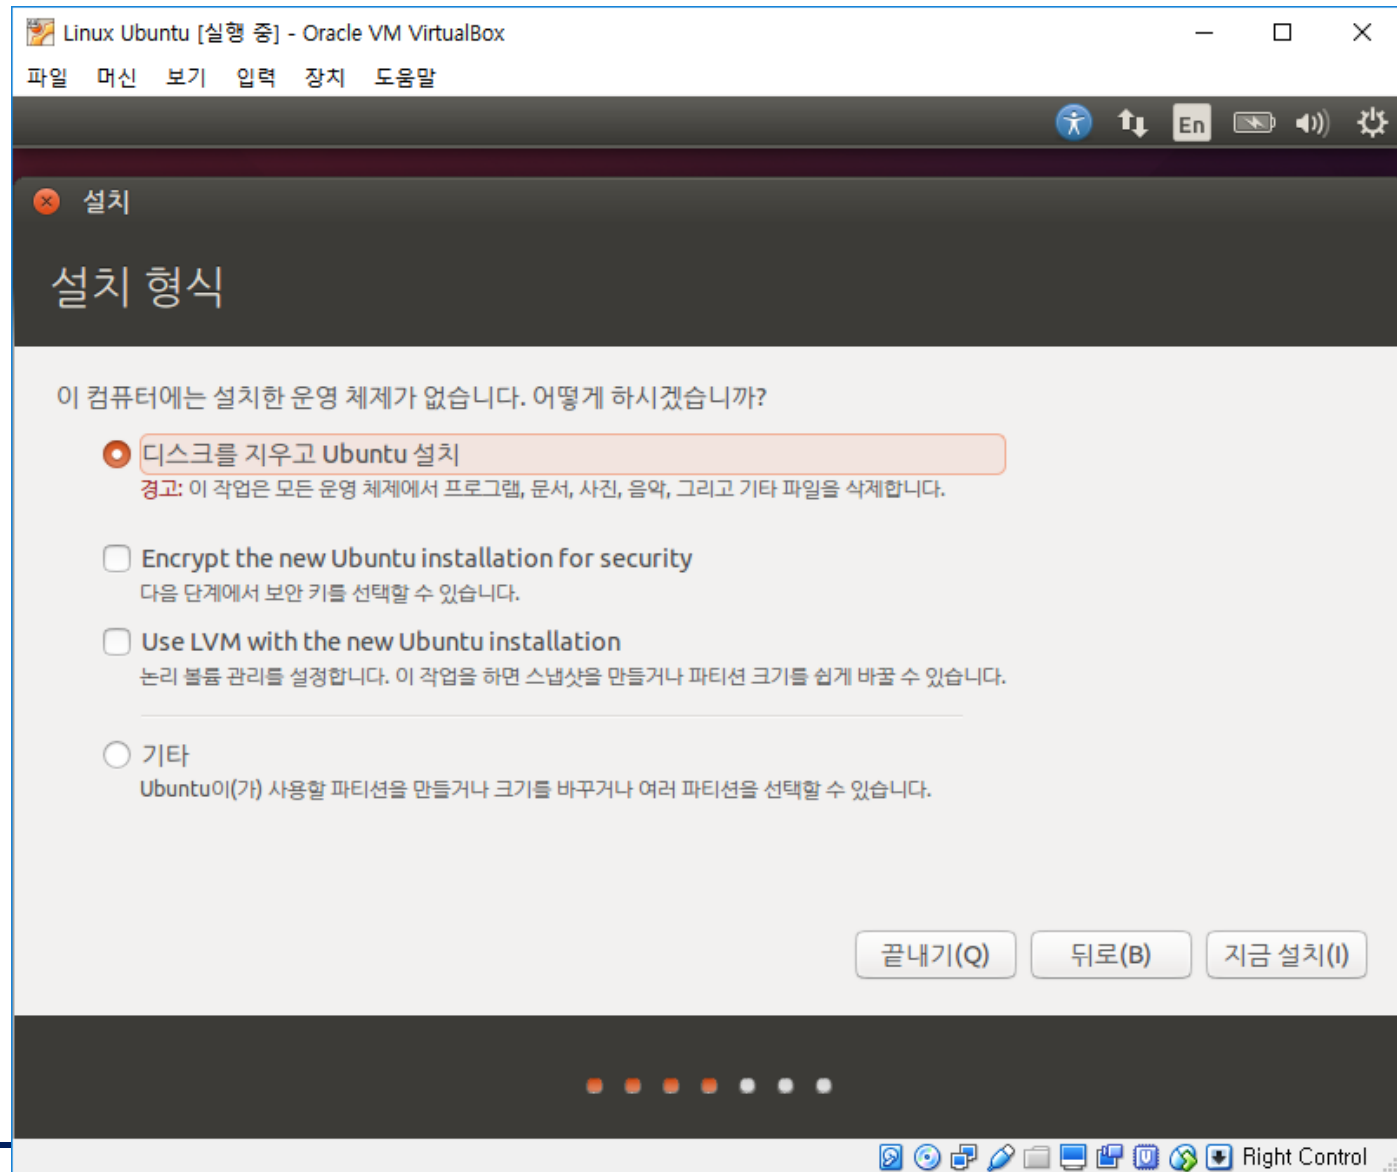 Linux Ubuntu [실행 중] - Oracle VM VirtualBox
파일 머신 보기 입력 장치 도움말
En
설치
설치 형식
이 컴퓨터에는 설치한 운영 체제가 없습니다. 어떻게 하시겠습니까?
디스크를 지우고 Ubuntu 설치
경고: 이 작업은 모든 운영 체제에서 프로그램, 문서, 사진, 음악, 그리고 기타 파일을 삭제합니다.
Encrypt the new Ubuntu installation for security
다음 단계에서 보안 키를 선택할 수 있습니다.
Use LVM with the new Ubuntu installation
논리 볼륨 관리를 설정합니다. 이 작업을 하면 스냅샷을 만들거나 파티션 크기를 쉽게 바꿀 수 있습니다.
기타
Ubuntu이(가) 사용할 파티션을 만들거나 크기를 바꾸거나 여러 파티션을 선택할 수 있습니다.
끝내기(Q) 뒤로(B) 지금 설치(I)
Right Control